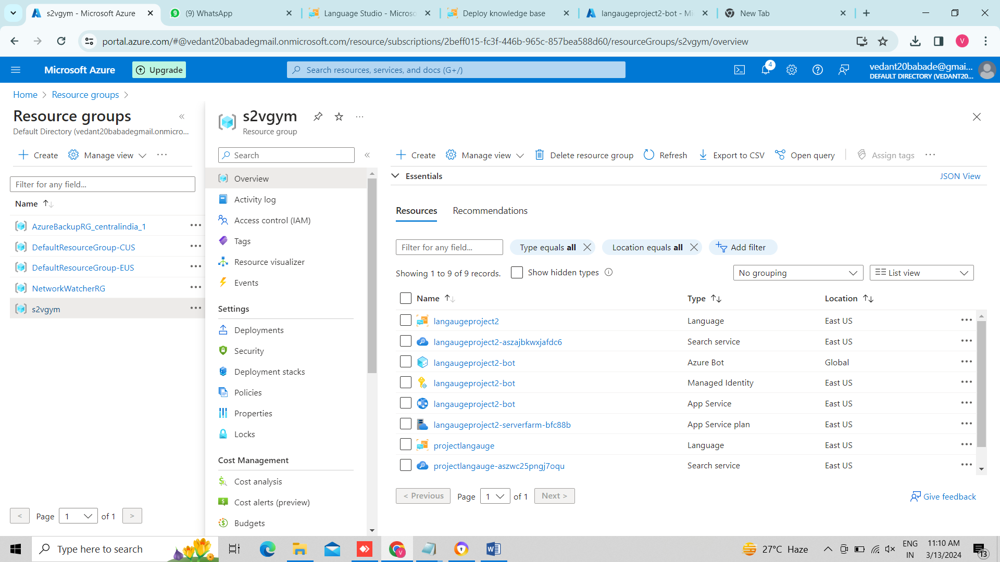 s2vgym - Microsoft Azure
(9) WhatsApp
Language Studio - Microso
Deploy knowledge base
langaugeproject2-bot - Mi
New Tab
portal.azure.com/#@vedant20babadegmail.onmicrosoft.com/resource/subscriptions/2beff015-fc3f-446b-965c-857bea588d60/resourceGroups/s2vgym/overview
V
Microsoft Azure
Upgrade
Search resources, services, and docs (G+/)
4
vedant20babade@gmai...
DEFAULT DIRECTORY (VEDANT20...
Home
Resource groups
Resource groups
Default Directory (vedant20babadegmail.onmicro...
Create
Manage view
Filter for any field...
Name
AzureBackupRG_centralindia_1
DefaultResourceGroup-CUS
DefaultResourceGroup-EUS
NetworkWatcherRG
s2vgym
< Page 1 of 1 >
s2vgym
Resource group
Search
Overview
Activity log
Access control (IAM)
Tags
Resource visualizer
Events
Settings
Deployments
Security
Deployment stacks
Policies
Properties
Locks
Cost Management
Cost analysis
Cost alerts (preview)
Budgets
Create Manage view Delete resource group Refresh Export to CSV Open query Assign tags
Essentials
JSON View
Resources Recommendations
Filter for any field... Type equals all Location equals all Add filter
Showing 1 to 9 of 9 records. Show hidden types No grouping List view
Name Type Location
langaugeproject2 Language East US
langaugeproject2-aszajbkwxjafdc6 Search service East US
langaugeproject2-bot Azure Bot Global
langaugeproject2-bot Managed Identity East US
langaugeproject2-bot App Service East US
langaugeproject2-serverfarm-bfc88b App Service plan East US
projectlangauge Language East US
projectlangauge-aszwc25pngj7oqu Search service East US
< Previous Page 1 of 1 Next >
Give feedback
Type here to search
V
27°C Haze
ENG
IN
11:10 AM
3/13/2024
13